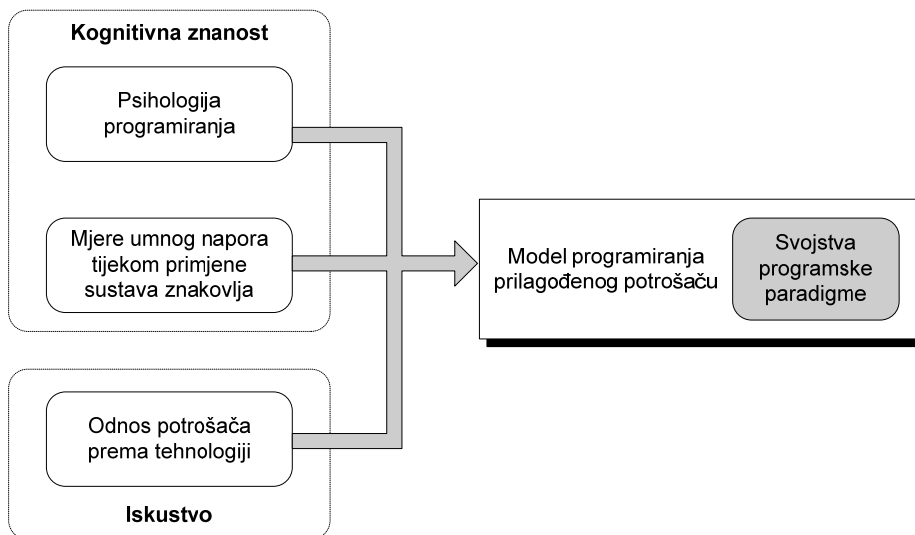 Kognitivna znanost
Psihologija
programiranja
Mjere umnog napora
tijekom primjene
sustava znakovlja
Odnos potrošača
prema tehnologiji
Iskustvo
Model programiranja
prilagođenog potrošaču
Svojstva
programske
paradigme